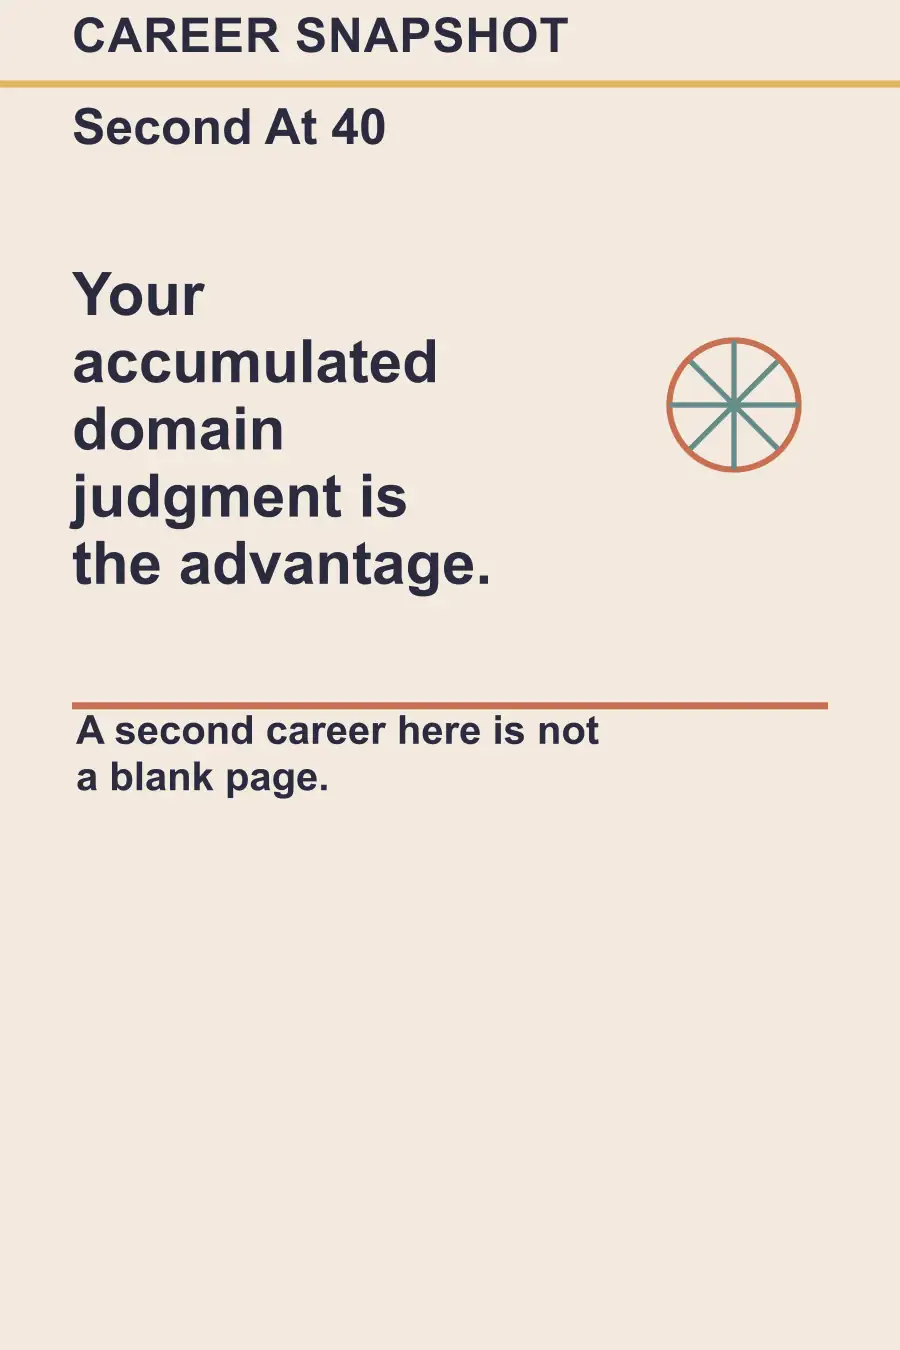 CAREER SNAPSHOT
Second At 40
Your
accumulated
domain
judgment is
the advantage.
A second career here is not
a blank page.